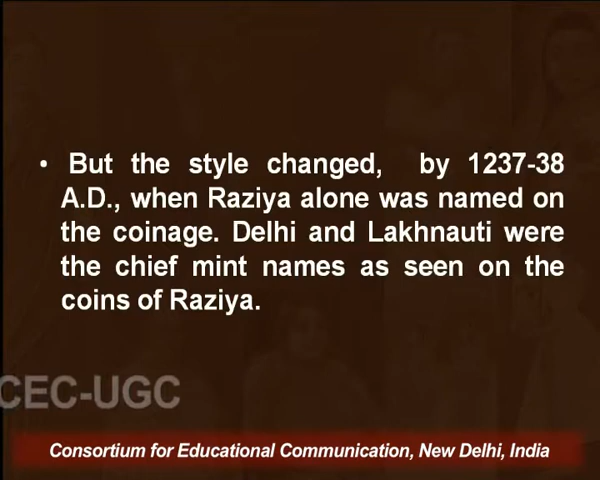 • But the style changed, by 1237-38
A.D., when Raziya alone was named on
the coinage. Delhi and Lakhnauti were
the chief mint names as seen on the
coins of Raziya.
CEC-UGC
Consortium for Educational Communication, New Delhi, India